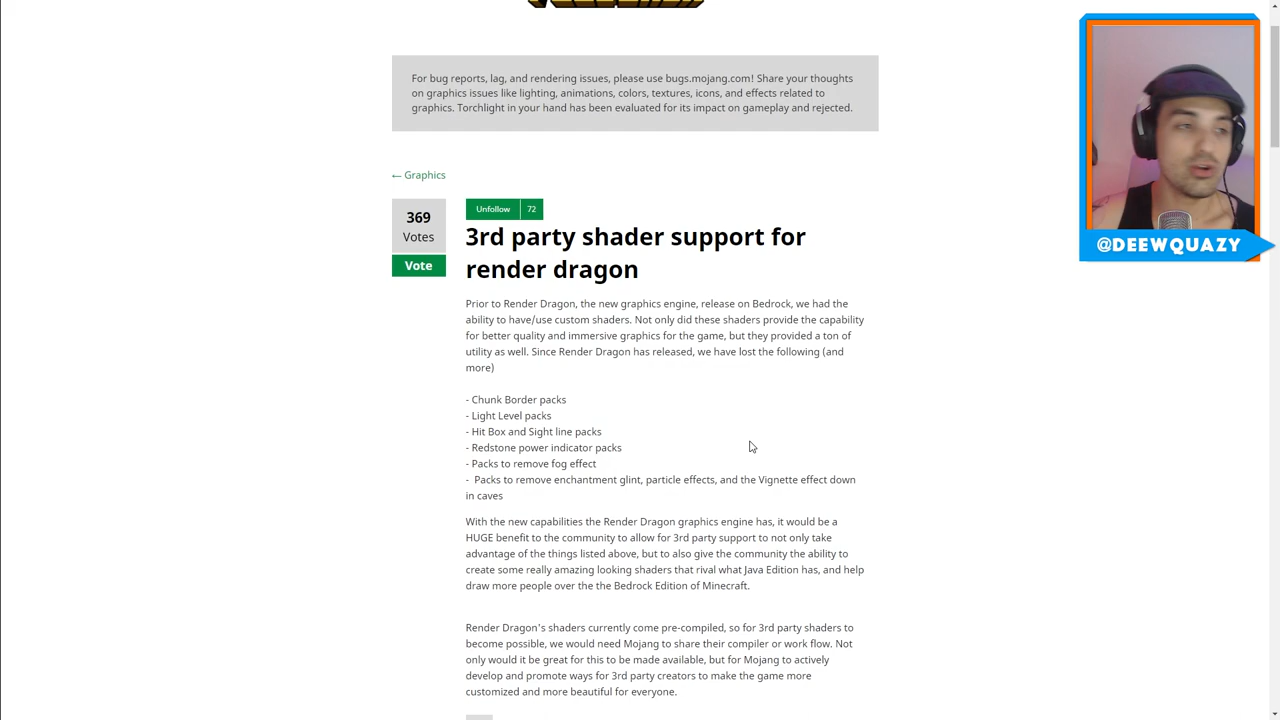 For bug reports, lag, and rendering issues, please use bugs.mojang.com! Share your thoughts
on graphics issues like lighting, animations, colors, textures, icons, and effects related to
graphics. Torchlight in your hand has been evaluated for its impact on gameplay and rejected.
← Graphics
369
Votes
Vote
Unfollow 72
3rd party shader support for
render dragon
Prior to Render Dragon, the new graphics engine, release on Bedrock, we had the
ability to have/use custom shaders. Not only did these shaders provide the capability
for better quality and immersive graphics for the game, but they provided a ton of
utility as well. Since Render Dragon has released, we have lost the following (and
more)
- Chunk Border packs
- Light Level packs
- Hit Box and Sight line packs
- Redstone power indicator packs
- Packs to remove fog effect
- Packs to remove enchantment glint, particle effects, and the Vignette effect down
in caves
With the new capabilities the Render Dragon graphics engine has, it would be a
HUGE benefit to the community to allow for 3rd party support to not only take
advantage of the things listed above, but to also give the community the ability to
create some really amazing looking shaders that rival what Java Edition has, and help
draw more people over the the Bedrock Edition of Minecraft.
Render Dragon's shaders currently come pre-compiled, so for 3rd party shaders to
become possible, we would need Mojang to share their compiler or work flow. Not
only would it be great for this to be made available, but for Mojang to actively
develop and promote ways for 3rd party creators to make the game more
customized and more beautiful for everyone.
@DEEWQUAZY